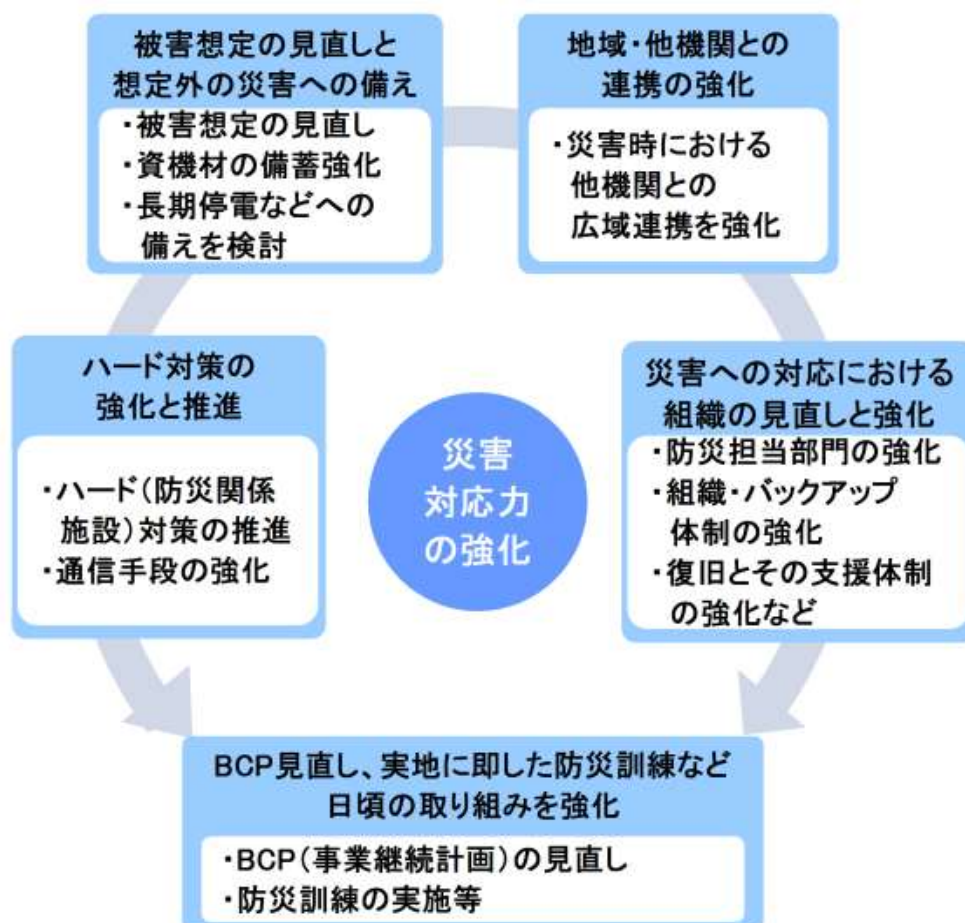 被害想定の見直しと
想定外の災害への備え
・被害想定の見直し
・資機材の備蓄強化
・長期停電などへの
備えを検討
地域・他機関との
連携の強化
・災害時における
他機関との
広域連携を強化
ハード対策の
強化と推進
・ハード（防災関係
施設）対策の推進
・通信手段の強化
災害
対応力
の強化
災害への対応における
組織の見直しと強化
・防災担当部門の強化
・組織・バックアップ
体制の強化
・復旧とその支援体制
の強化など
BCP見直し、実地に即した防災訓練など
日頃の取り組みを強化
・BCP（事業継続計画）の見直し
・防災訓練の実施等